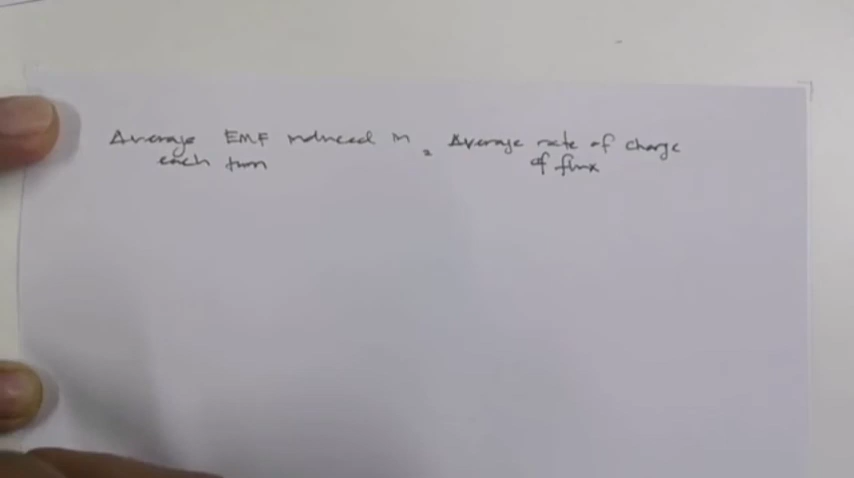 Average EMF induced in = Average rate of change
each turn of flux